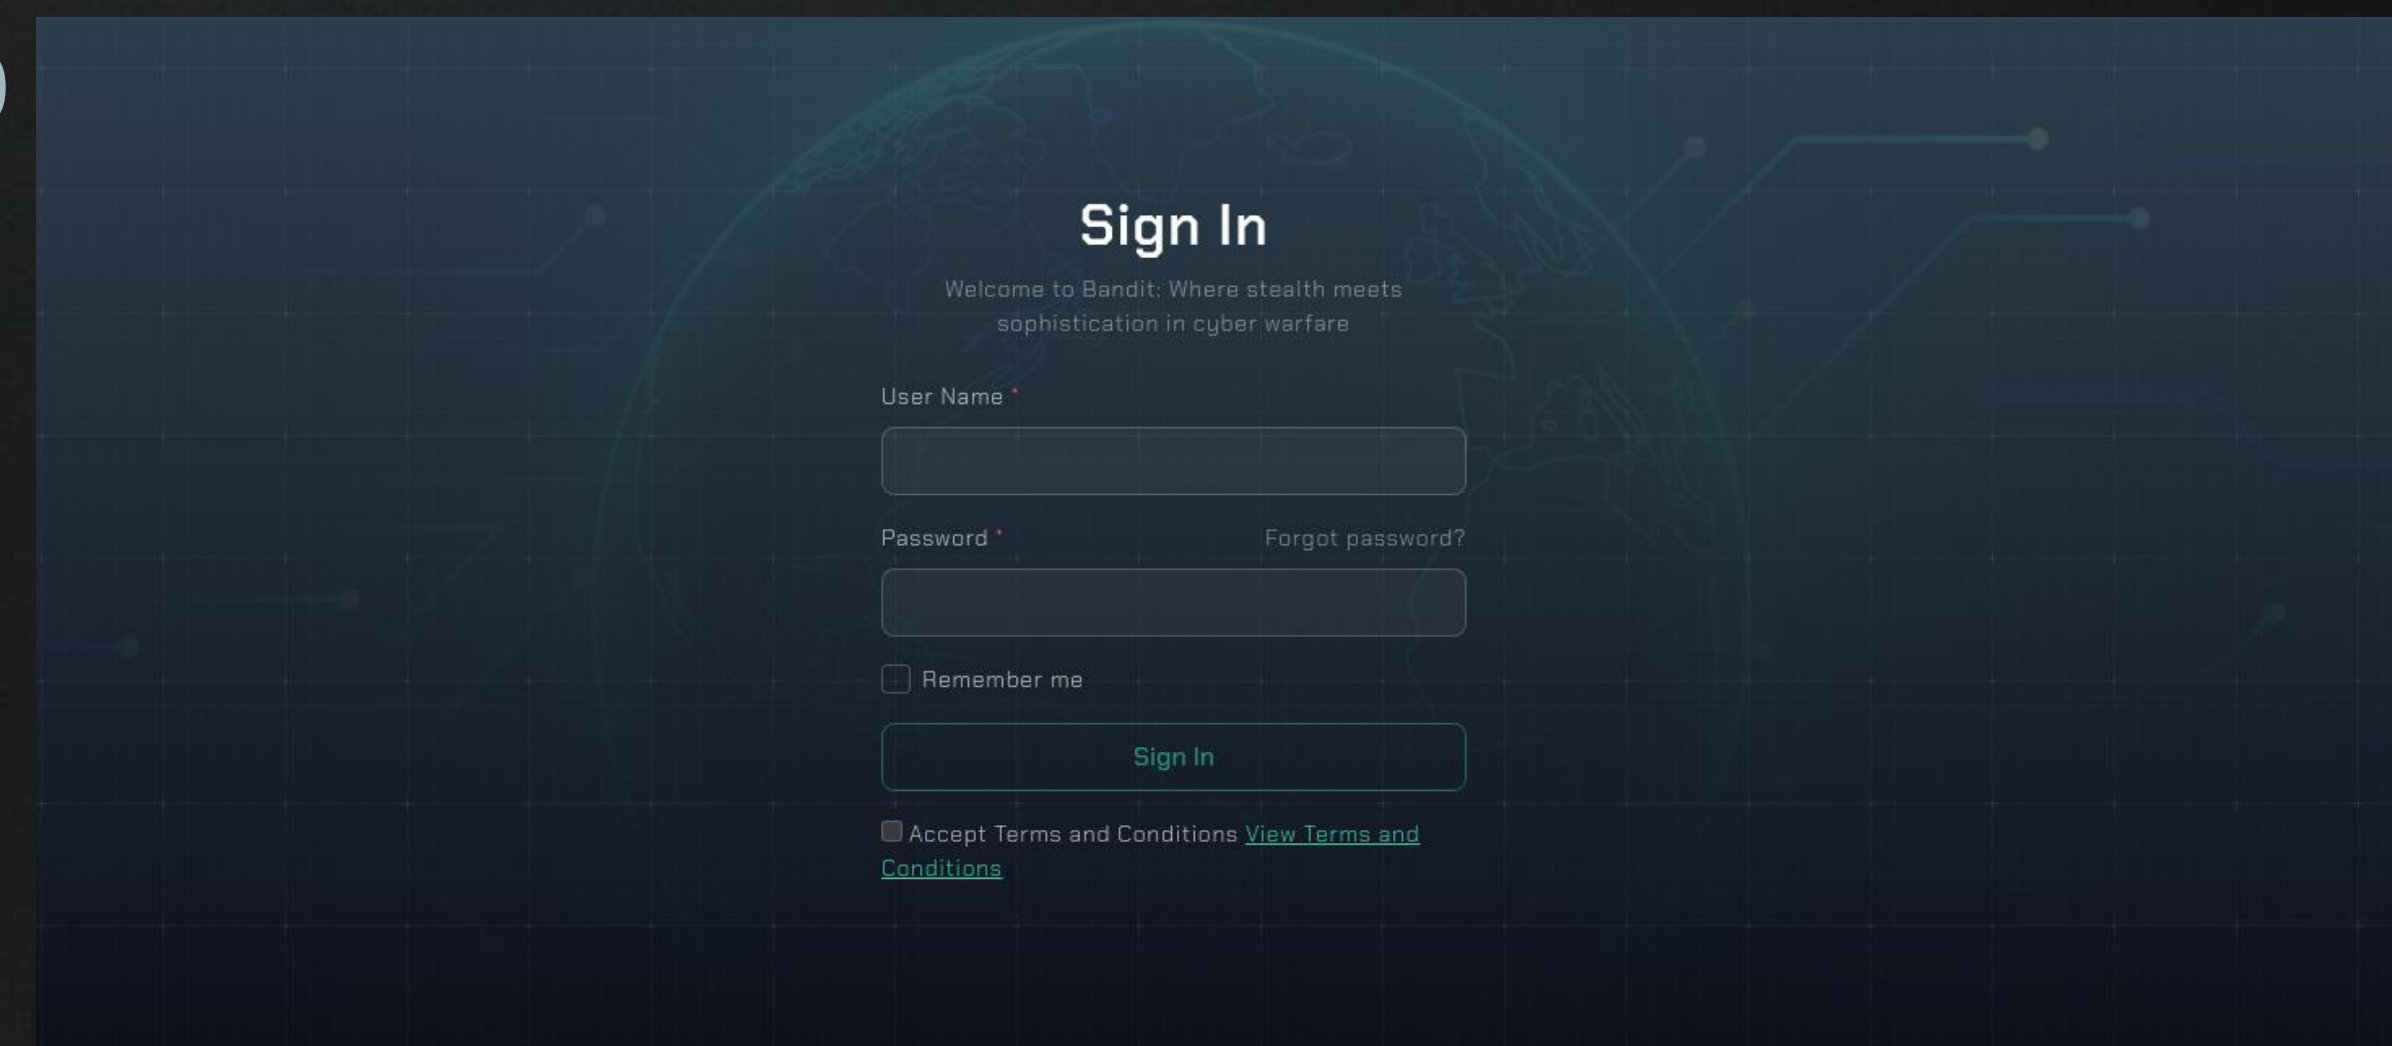 Sign In
Welcome to Bandit: Where stealth meets
sophistication in cyber warfare
User Name *
Password * Forgot password?
Remember me
Sign In
Accept Terms and Conditions View Terms and
Conditions